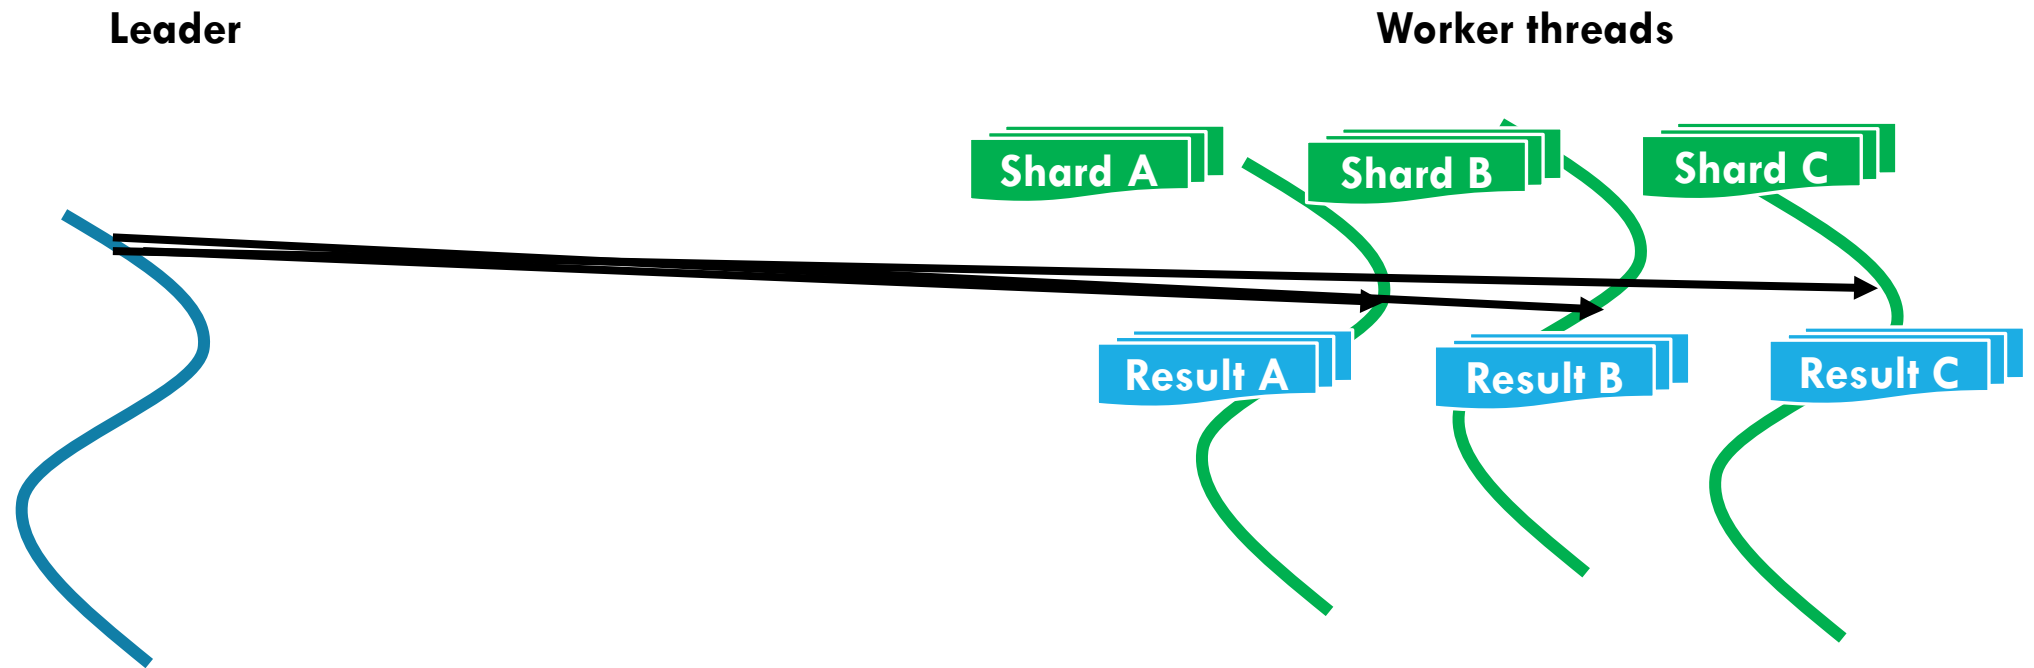 Leader
Worker threads
Shard A
Shard B
Shard C
Result A
Result B
Result C